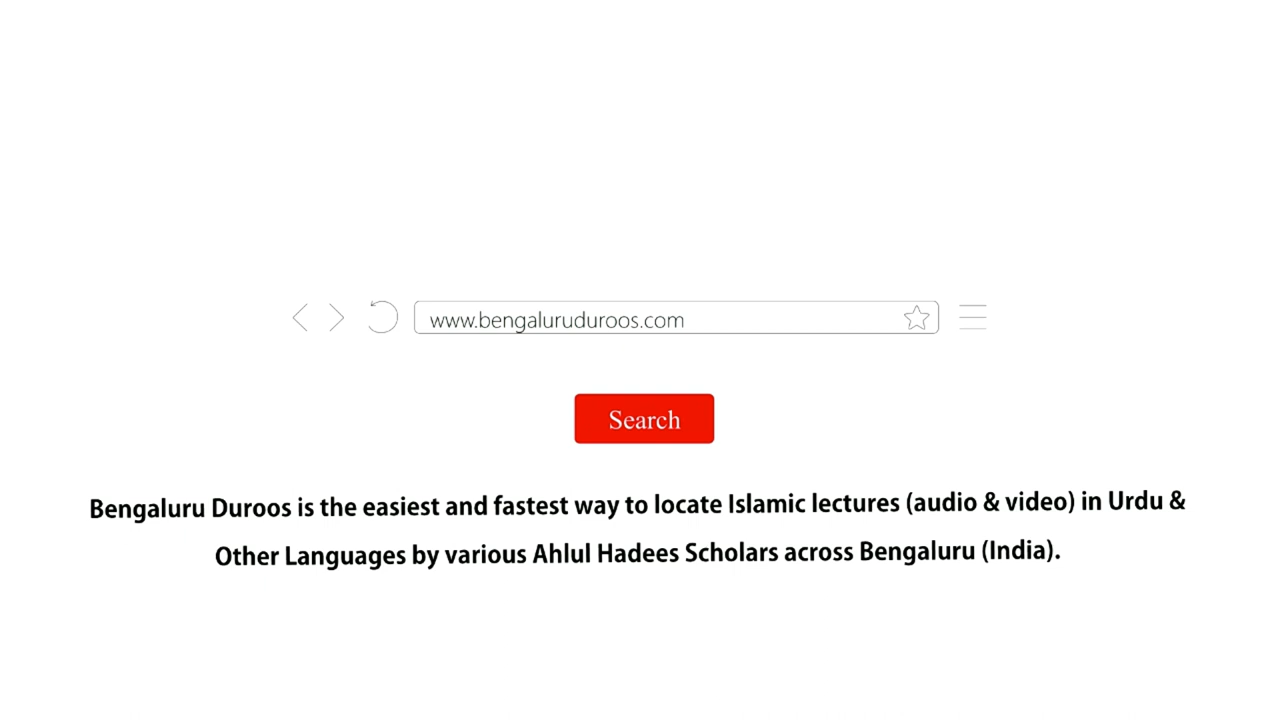 www.bengaluruduroos.com
Search
Bengaluru Duroos is the easiest and fastest way to locate Islamic lectures (audio & video) in Urdu &
Other Languages by various Ahlul Hadees Scholars across Bengaluru (India).